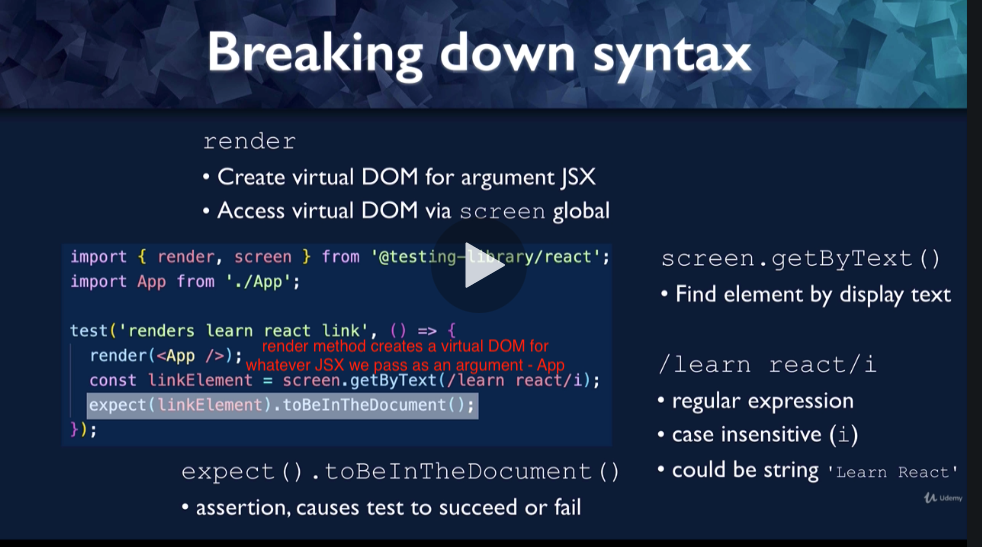 Breaking down syntax
render
• Create virtual DOM for argument JSX
• Access virtual DOM via screen global
import { render, screen } from '@testing-library/react';
import App from './App';
test('renders learn react link', () => {
render(<App />);
render method creates a virtual DOM for
whatever JSX we pass as an argument - App
const linkElement = screen.getByText(/learn react/i);
expect(linkElement).toBeInTheDocument();
});
screen.getByText()
• Find element by display text
/learn react/i
• regular expression
• case insensitive (i)
• could be string 'Learn React'
expect().toBeInTheDocument()
• assertion, causes test to succeed or fail
Udemy